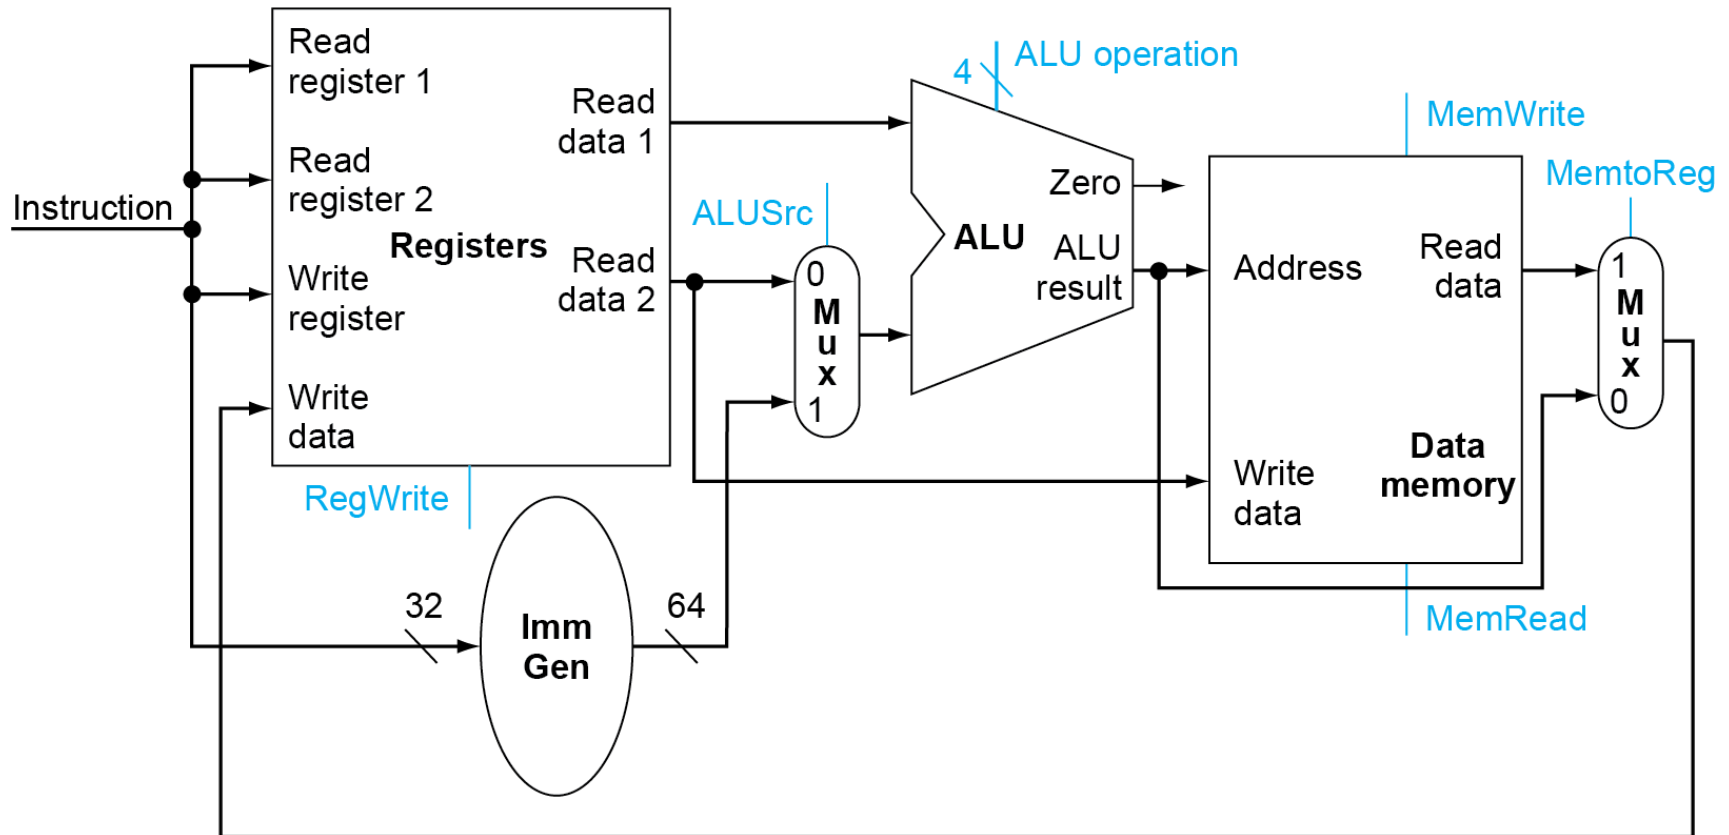 Instruction
Read
register 1
Read
register 2
Write
register
Write
data
Registers
Read
data 1
Read
data 2
RegWrite
32
Imm
Gen
64
ALUSrc
0
M
u
x
1
4
ALU operation
Zero
ALU
ALU
result
MemWrite
Address
Read
data
Write
data
Data
memory
MemRead
MemtoReg
1
M
u
x
0